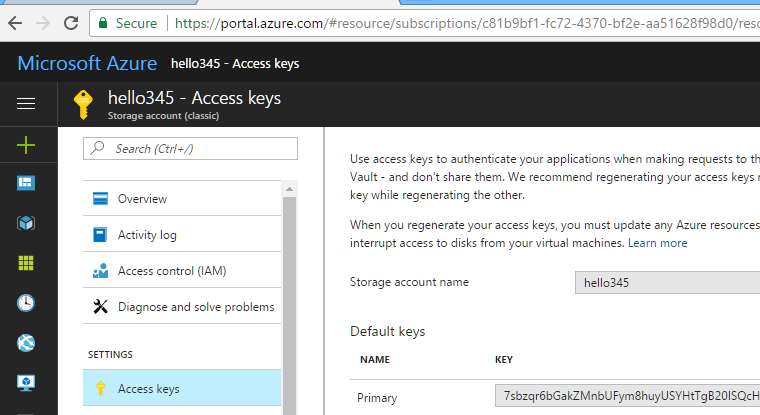 Secure https://portal.azure.com/#resource/subscriptions/c81b9bf1-fc72-4370-bf2e-aa51628f98d0/reso
Microsoft Azure hello345 - Access keys
hello345 - Access keys
Storage account (classic)
Search (Ctrl+/)
Overview
Activity log
Access control (IAM)
Diagnose and solve problems
SETTINGS
Access keys
Use access keys to authenticate your applications when making requests to th
Vault - and don't share them. We recommend regenerating your access keys r
key while regenerating the other.
When you regenerate your access keys, you must update any Azure resources
interrupt access to disks from your virtual machines. Learn more
Storage account name hello345
Default keys
NAME KEY
Primary 7sbzqr6bGakZMnbUFym8huyUSYHtTgB20ISQcH